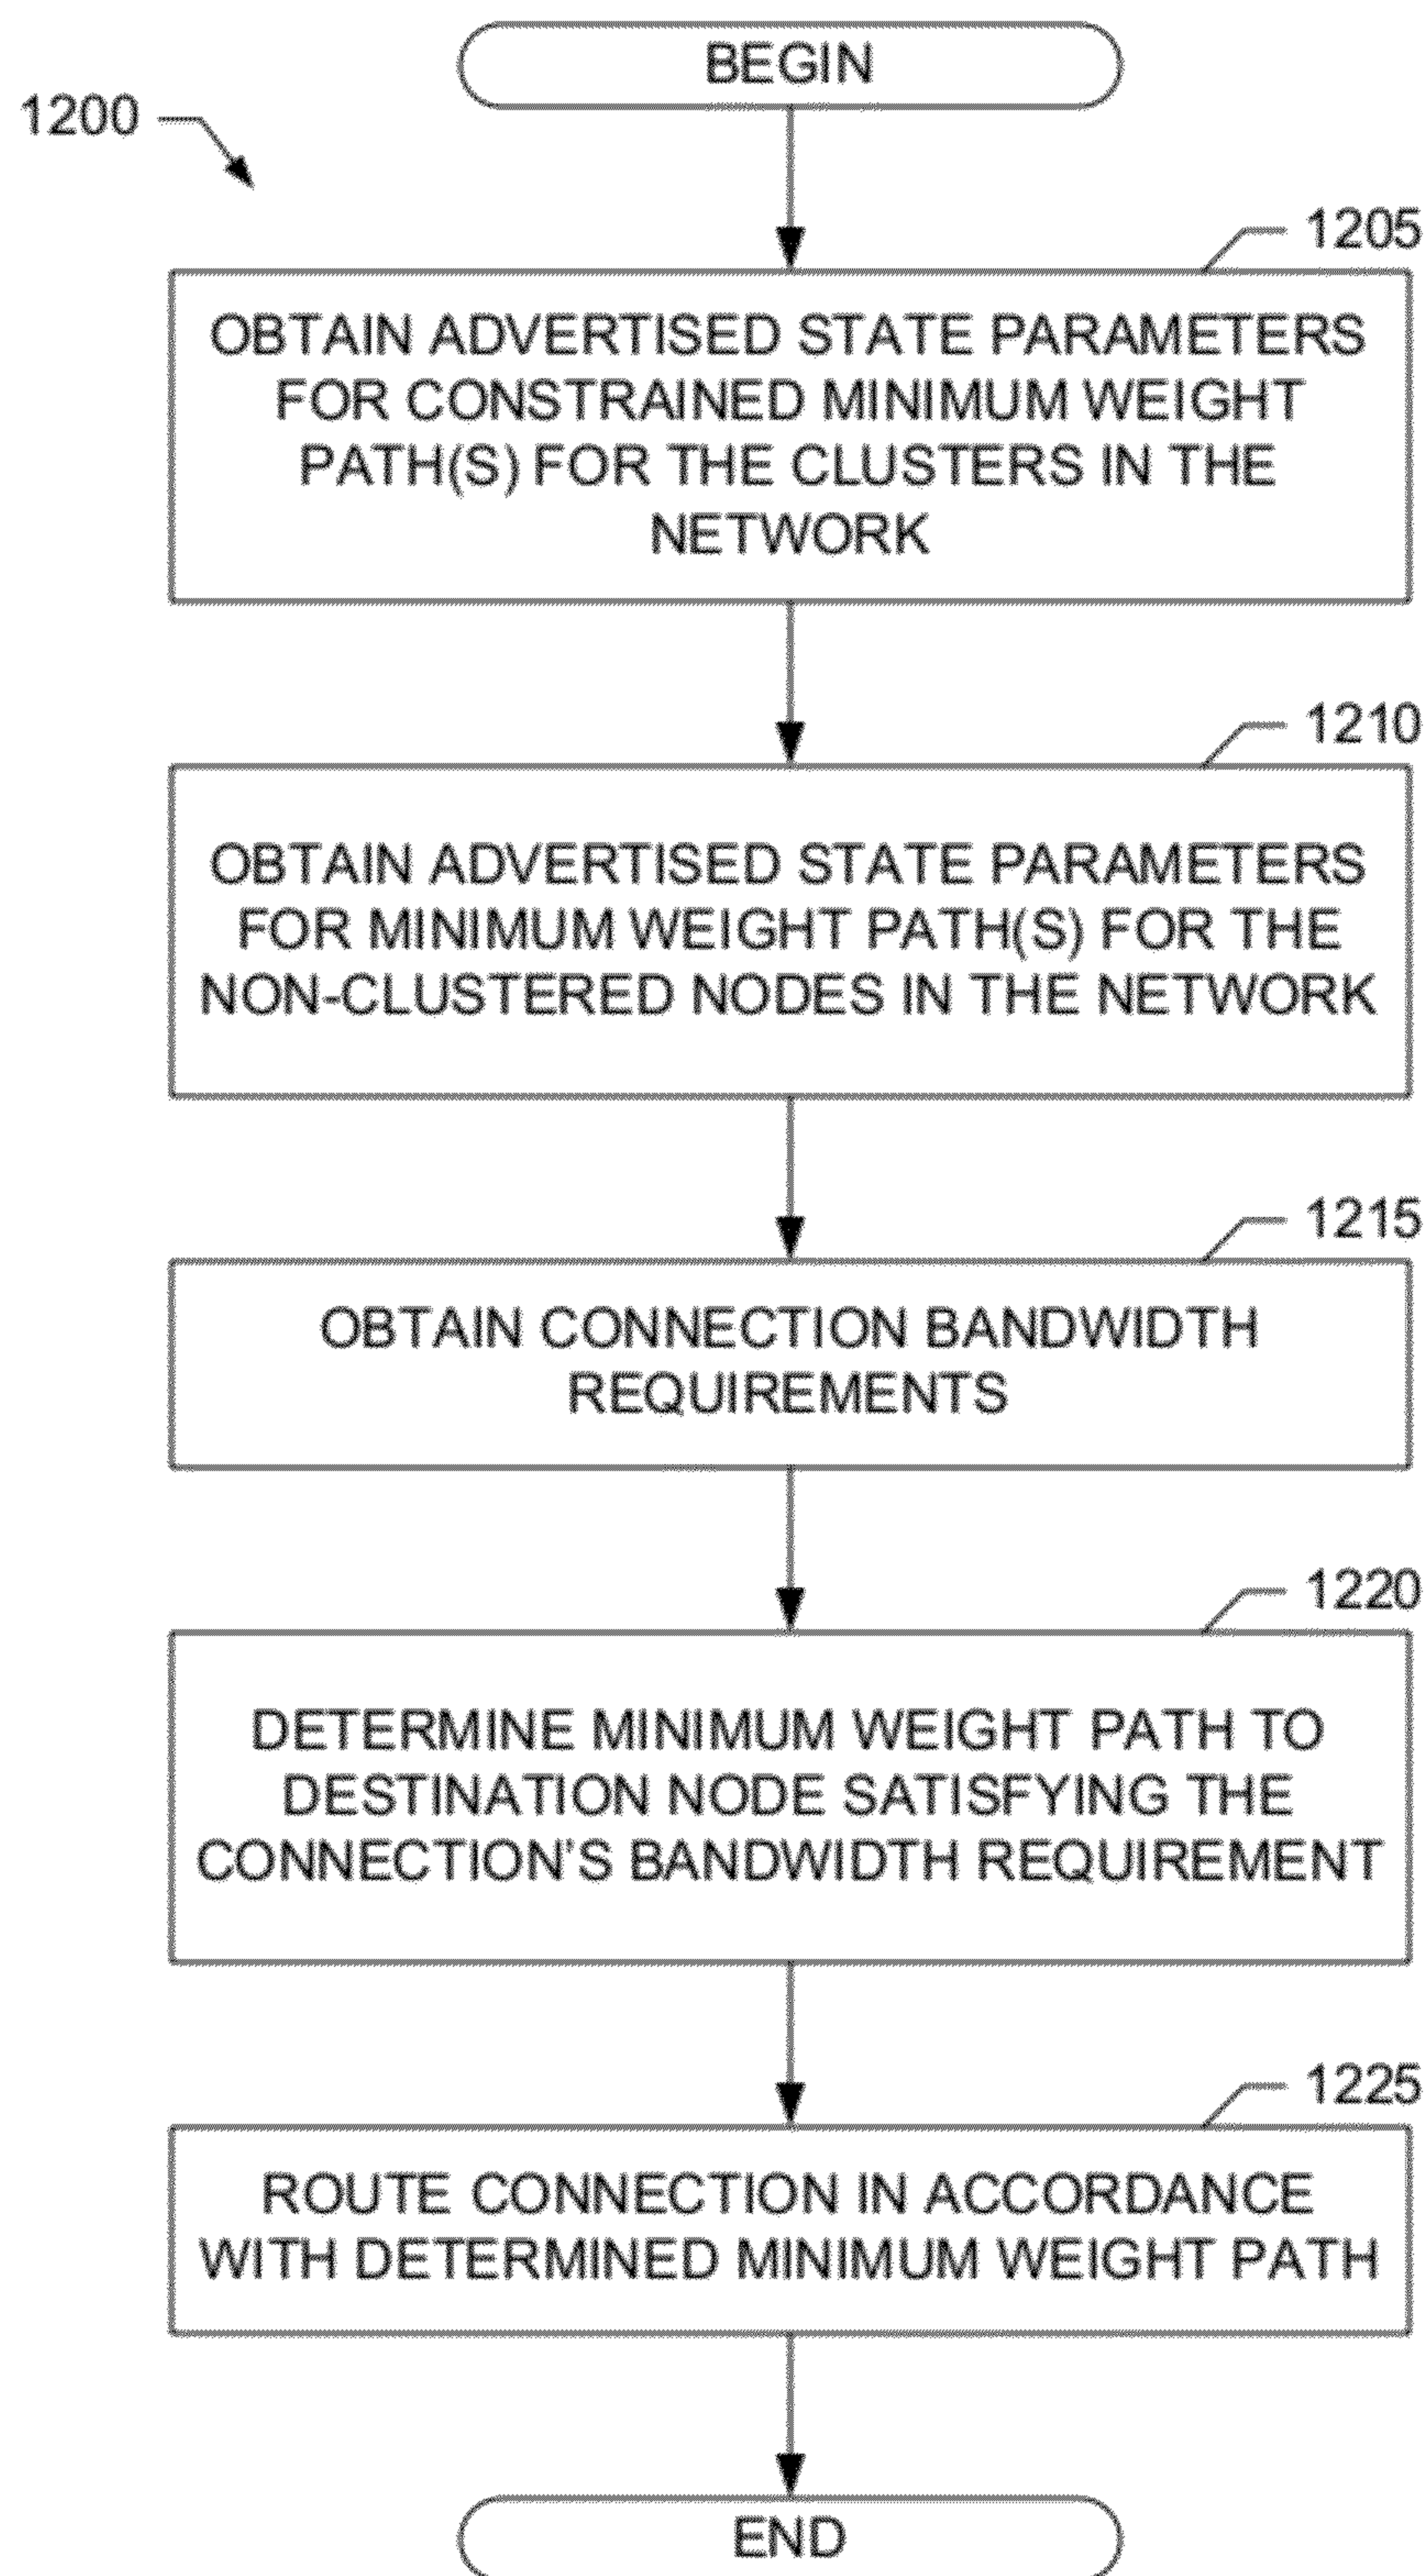 BEGIN
1200
1205
OBTAIN ADVERTISED STATE PARAMETERS
FOR CONSTRAINED MINIMUM WEIGHT
PATH(S) FOR THE CLUSTERS IN THE
NETWORK
1210
OBTAIN ADVERTISED STATE PARAMETERS
FOR MINIMUM WEIGHT PATH(S) FOR THE
NON-CLUSTERED NODES IN THE NETWORK
1215
OBTAIN CONNECTION BANDWIDTH
REQUIREMENTS
1220
DETERMINE MINIMUM WEIGHT PATH TO
DESTINATION NODE SATISFYING THE
CONNECTION'S BANDWIDTH REQUIREMENT
1225
ROUTE CONNECTION IN ACCORDANCE
WITH DETERMINED MINIMUM WEIGHT PATH
END